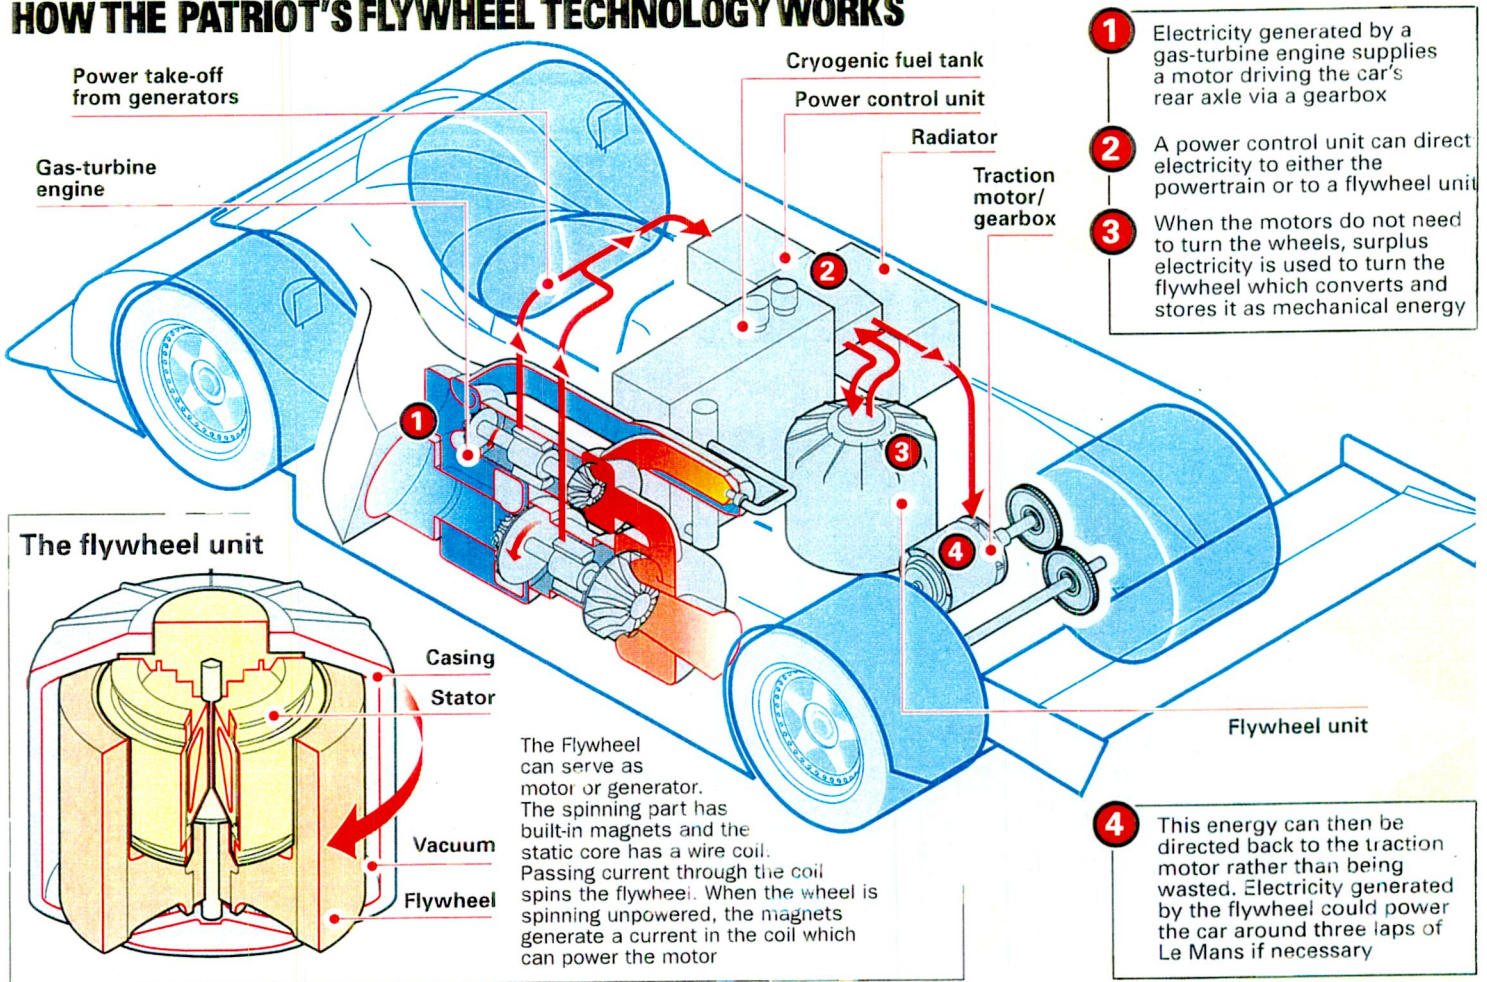 HOW THE PATRIOT'S FLYWHEEL TECHNOLOGY WORKS
Power take-off
from generators
Gas-turbine
engine
Cryogenic fuel tank
Power control unit
Radiator
Traction
motor/
gearbox
1
Electricity generated by a
gas-turbine engine supplies
a motor driving the car's
rear axle via a gearbox
2
A power control unit can direct
electricity to either the
powertrain or to a flywheel unit
3
When the motors do not need
to turn the wheels, surplus
electricity is used to turn the
flywheel which converts and
stores it as mechanical energy
2
1
3
4
The flywheel unit
Casing
Stator
Vacuum
Flywheel
The Flywheel
can serve as
motor or generator.
The spinning part has
built-in magnets and the
static core has a wire coil.
Passing current through the coil
spins the flywheel. When the wheel is
spinning unpowered, the magnets
generate a current in the coil which
can power the motor
Flywheel unit
4
This energy can then be
directed back to the traction
motor rather than being
wasted. Electricity generated
by the flywheel could power
the car around three laps of
Le Mans if necessary